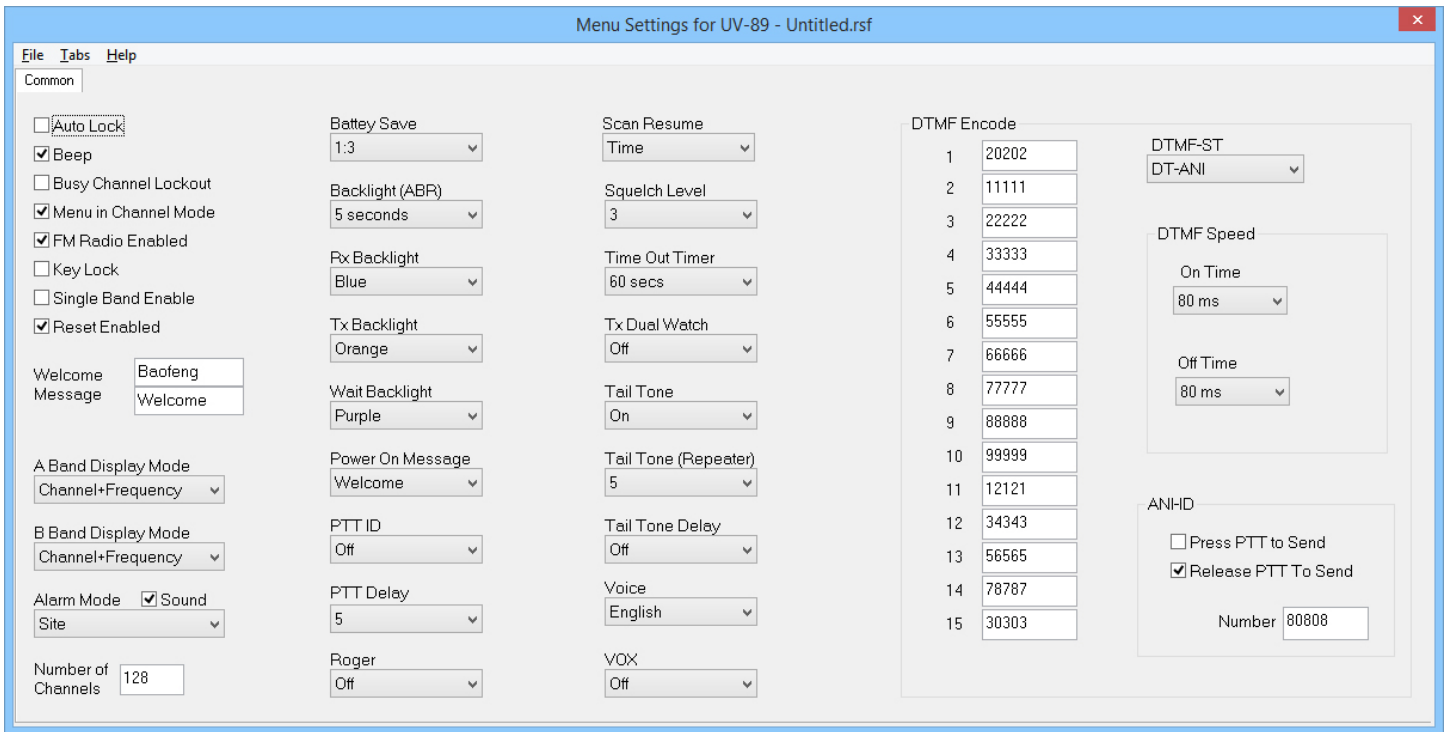 Menu Settings for UV-89 - Untitled.rsf
×
File Tabs Help
Common
Auto Lock
Beep
Busy Channel Lockout
Menu in Channel Mode
FM Radio Enabled
Key Lock
Single Band Enable
Reset Enabled
Welcome
Message
Baofeng
Welcome
A Band Display Mode
Channel+Frequency
B Band Display Mode
Channel+Frequency
Alarm Mode Sound
Site
Number of
Channels
128
Battey Save
1:3
Backlight (ABR)
5 seconds
Rx Backlight
Blue
Tx Backlight
Orange
Wait Backlight
Purple
Power On Message
Welcome
PTT ID
Off
PTT Delay
5
Roger
Off
Scan Resume
Time
Squelch Level
3
Time Out Timer
60 secs
Tx Dual Watch
Off
Tail Tone
On
Tail Tone (Repeater)
5
Tail Tone Delay
Off
Voice
English
VOX
Off
DTMF Encode
1 20202
2 11111
3 22222
4 33333
5 44444
6 55555
7 66666
8 77777
9 88888
10 99999
11 12121
12 34343
13 56565
14 78787
15 30303
DTMF-ST
DT-ANI
DTMF Speed
On Time
80 ms
Off Time
80 ms
ANI-ID
Press PTT to Send
Release PTT To Send
Number 80808